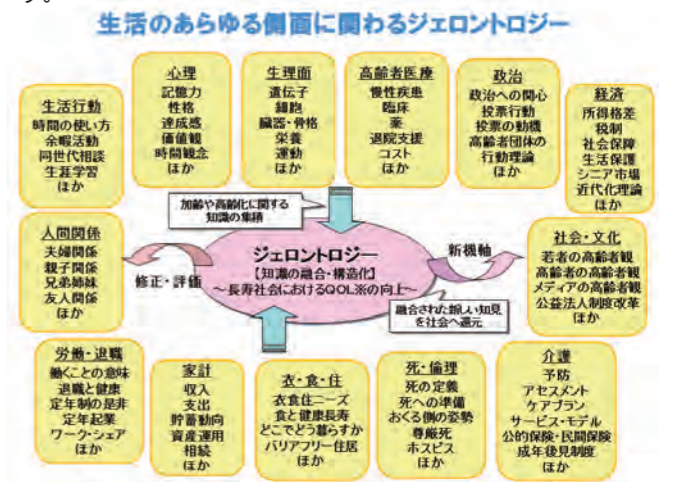 す。
生活のあらゆる側面に関わるジェロントロジー
生活行動
時間の使い方
余暇活動
同世代相談
生涯学習
ほか
心理
記憶力
性格
達成感
価値観
時間観念
ほか
生理面
遺伝子
細胞
臓器・骨格
栄養
運動
ほか
高齢者医療
慢性疾患
臨床
薬
退院支援
コスト
ほか
政治
政治への関心
投票行動
投票の動機
高齢者団体の
行動理論
ほか
経済
所得格差
税制
社会保障
生活保護
シニア市場
近代化理論
ほか
加齢や高齢化に関する
知識の集積
人間関係
夫婦関係
親子関係
兄弟姉妹
友人関係
ほか
修正・評価
ジェロントロジー
【知識の融合・構造化】
～長寿社会におけるQOL※の向上～
新機軸
融合された新しい知見
を社会へ還元
社会・文化
若者の高齢者観
高齢者の高齢者観
メディアの高齢者観
公益法人制度改革
ほか
労働・退職
働くことの意味
退職と健康
定年制の是非
定年起業
ワーク・シェア
ほか
家計
収入
支出
貯蓄動向
資産運用
相続
ほか
衣・食・住
衣食住ニーズ
食と健康長寿
どこでどう暮らすか
バリアフリー住居
ほか
死・倫理
死の定義
死への準備
おくる側の姿勢
尊厳死
ホスピス
ほか
介護
予防
アセスメント
ケアプラン
サービス・モデル
公的保険・民間保険
成年後見制度
ほか